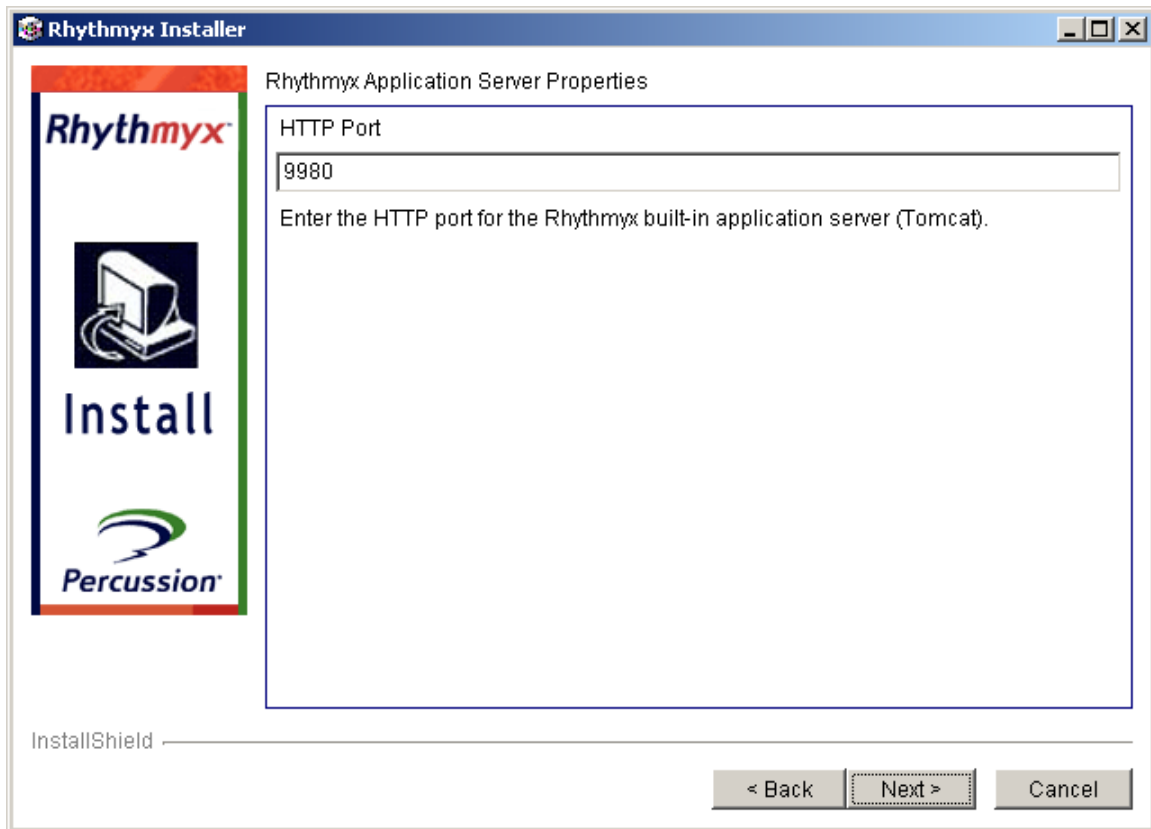 Rhythmyx Installer
Rhythmyx Application Server Properties
Rhythmyx
HTTP Port
9980
Enter the HTTP port for the Rhythmyx built-in application server (Tomcat).
Install
Percussion
InstallShield
< Back
Next >
Cancel